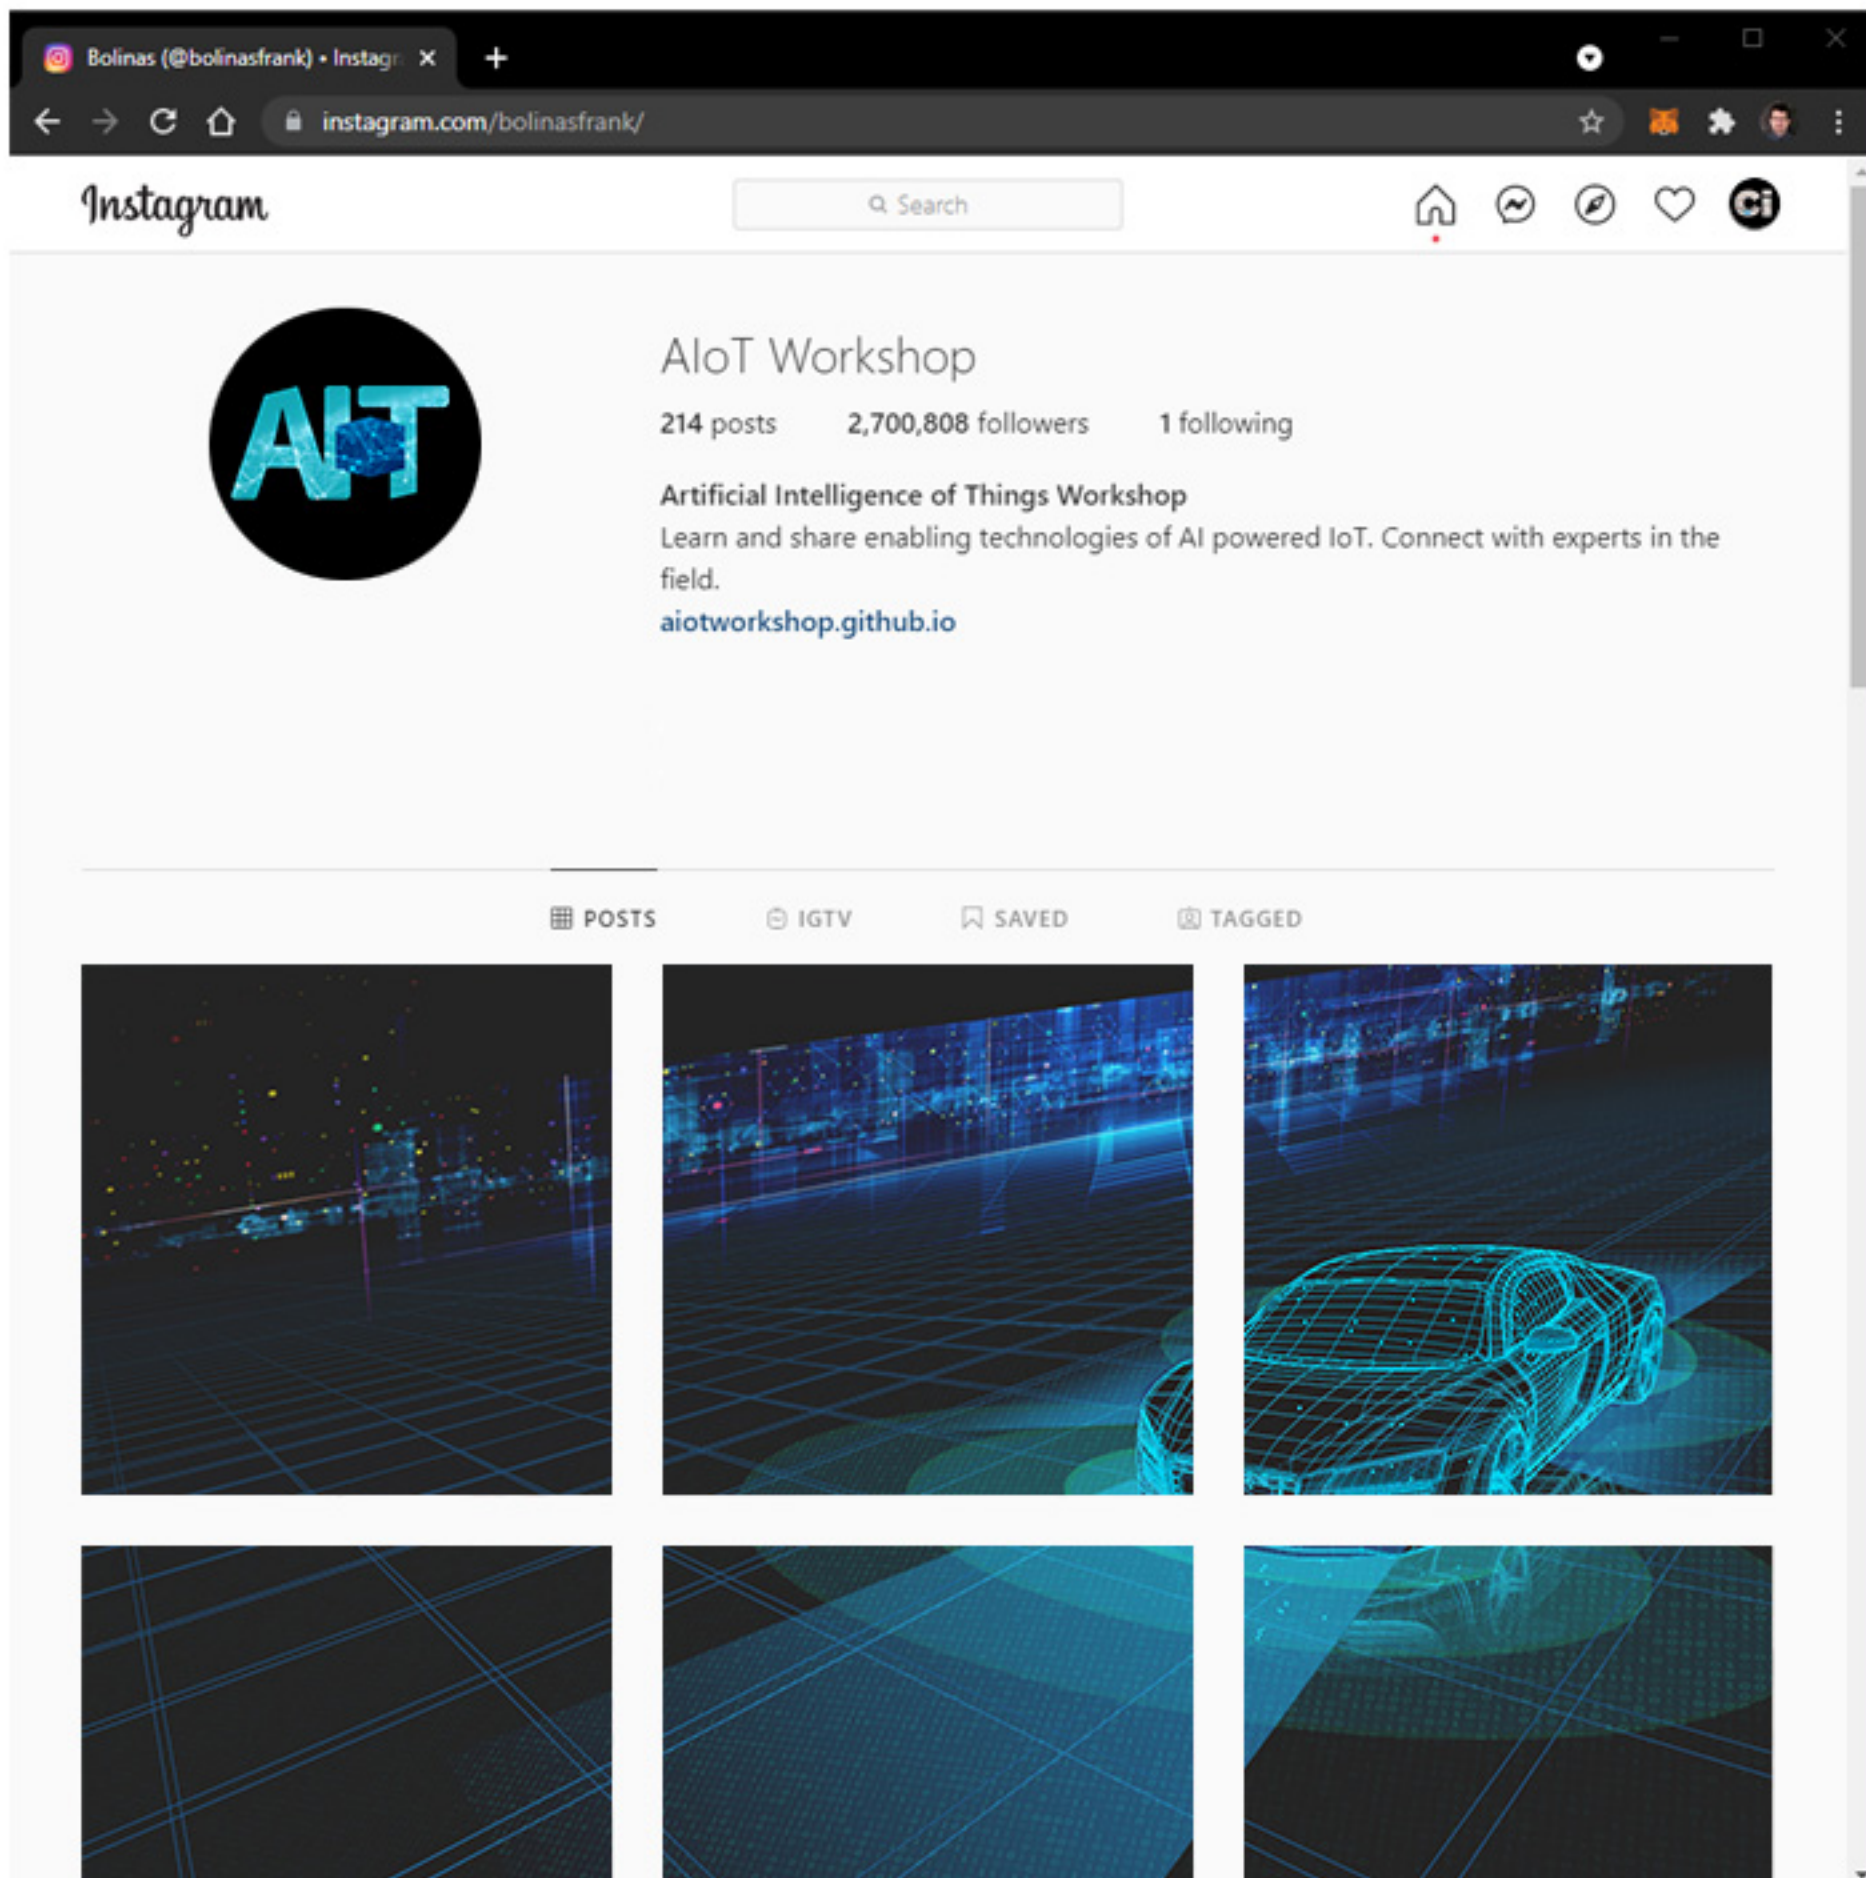 Bolinas (@bolinasfrank) • Instagr
instagram.com/bolinasfrank/
Instagram
Search
Ci
AIoT
AIoT Workshop
214 posts 2,700,808 followers 1 following
Artificial Intelligence of Things Workshop
Learn and share enabling technologies of AI powered IoT. Connect with experts in the
field.
aiotworkshop.github.io
POSTS IGTV SAVED TAGGED